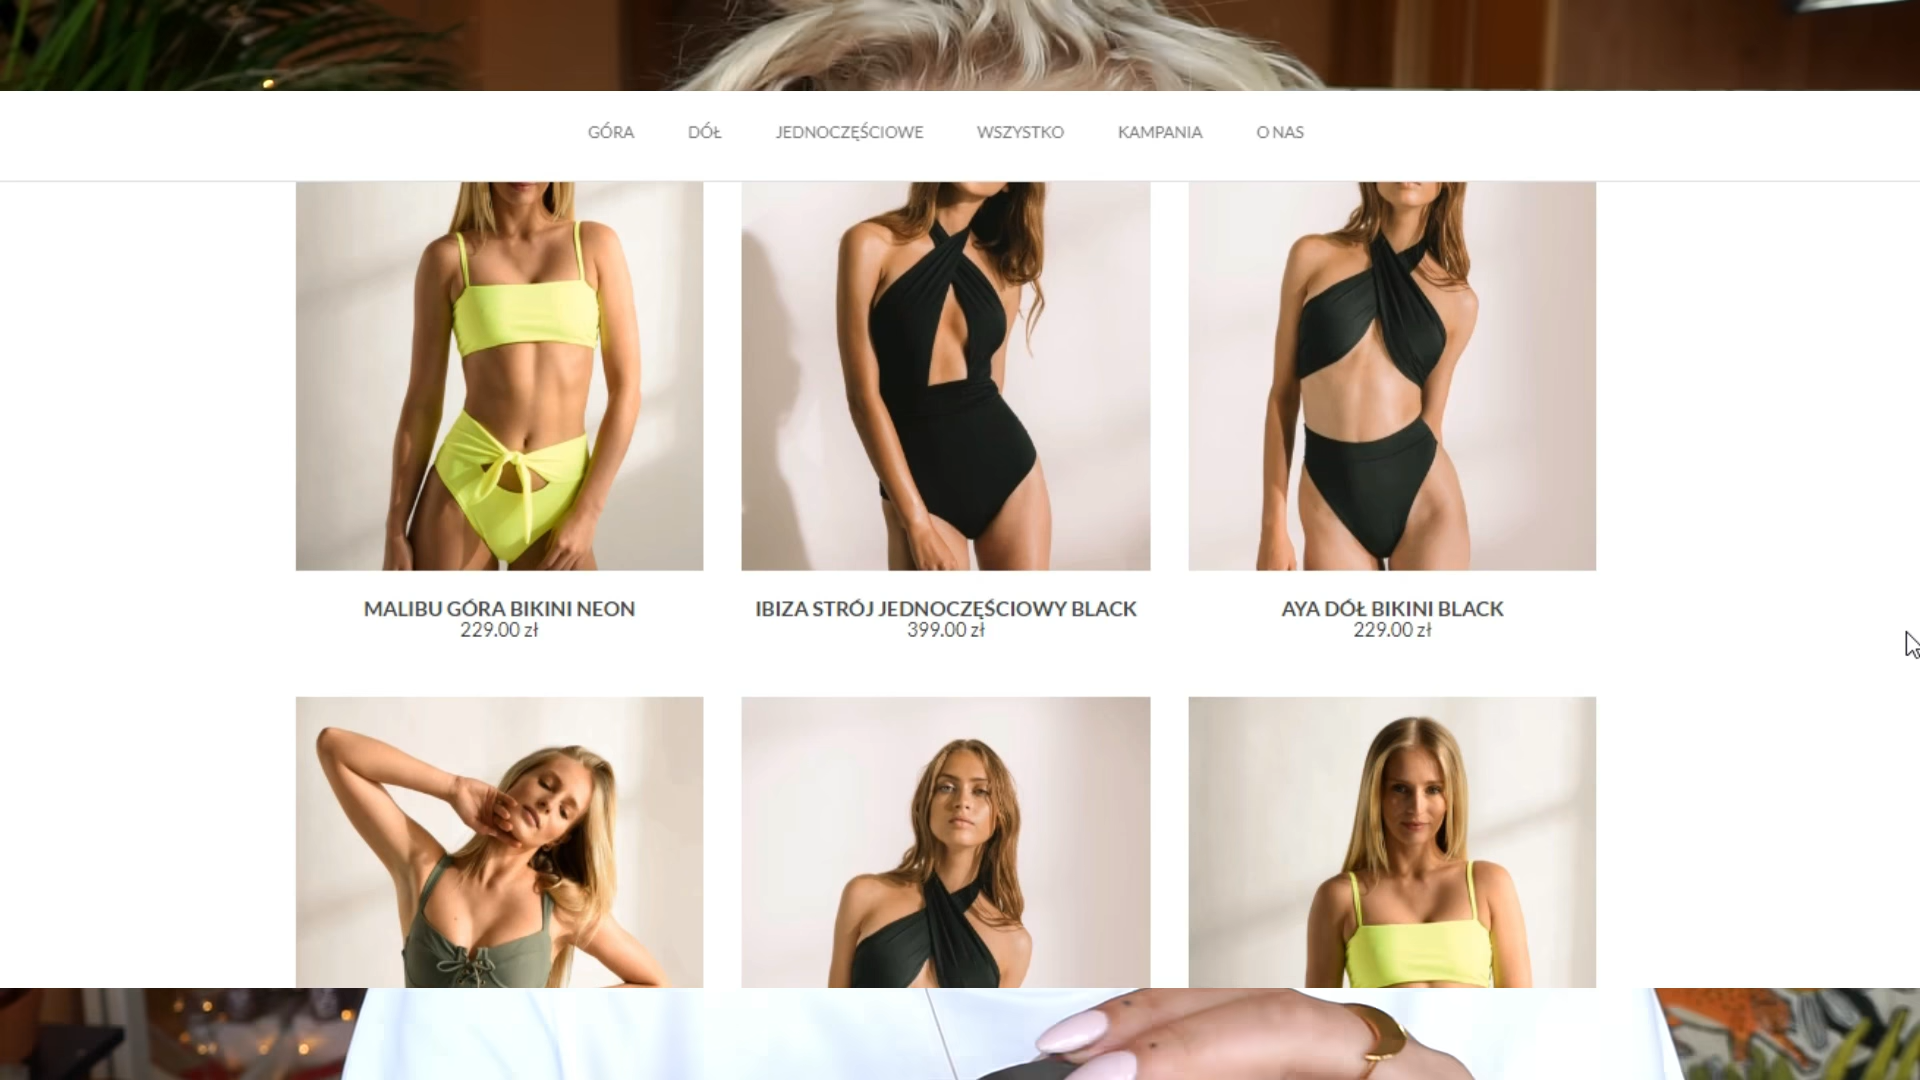 GÓRA DÓŁ JEDNOCZĘŚCIOWE WSZYSTKO KAMPANIA O NAS
MALIBU GÓRA BIKINI NEON
229.00 zł
IBIZA STRÓJ JEDNOCZĘŚCIOWY BLACK
399.00 zł
AYA DÓŁ BIKINI BLACK
229.00 zł